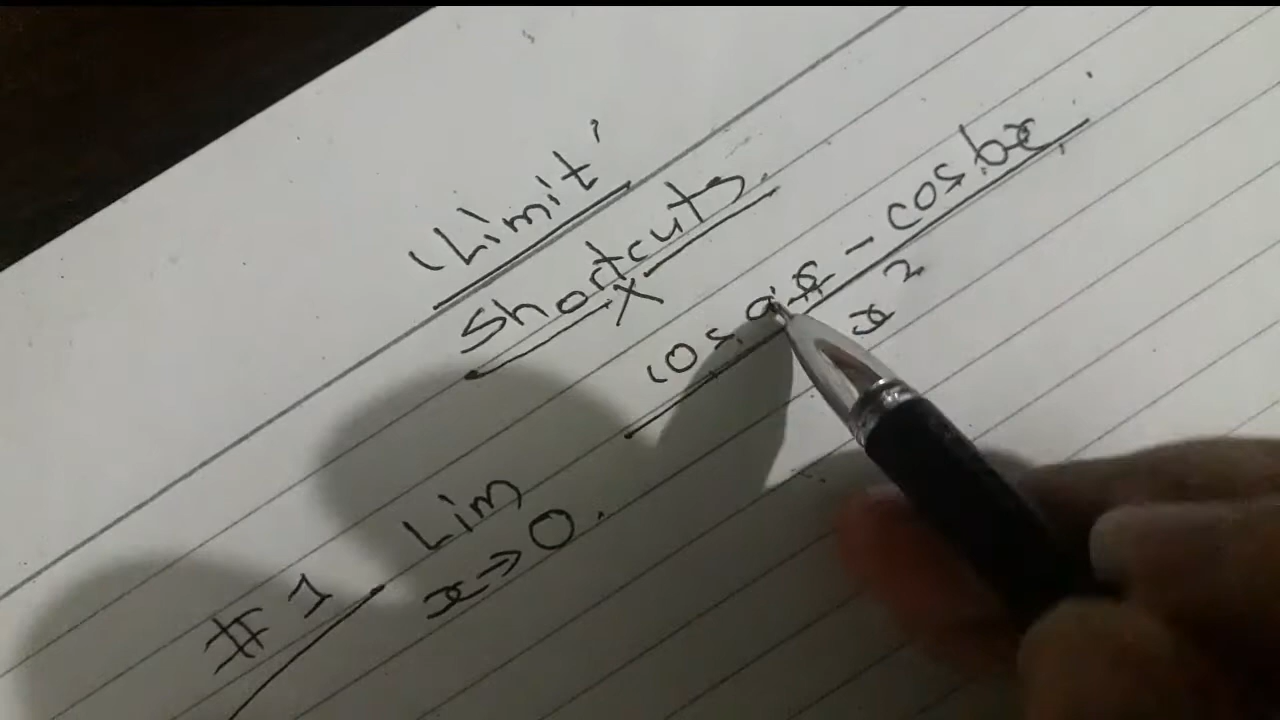 'Limit'
Shortcuts.
#1 Lim x→0. cos ax - cos bx / x²